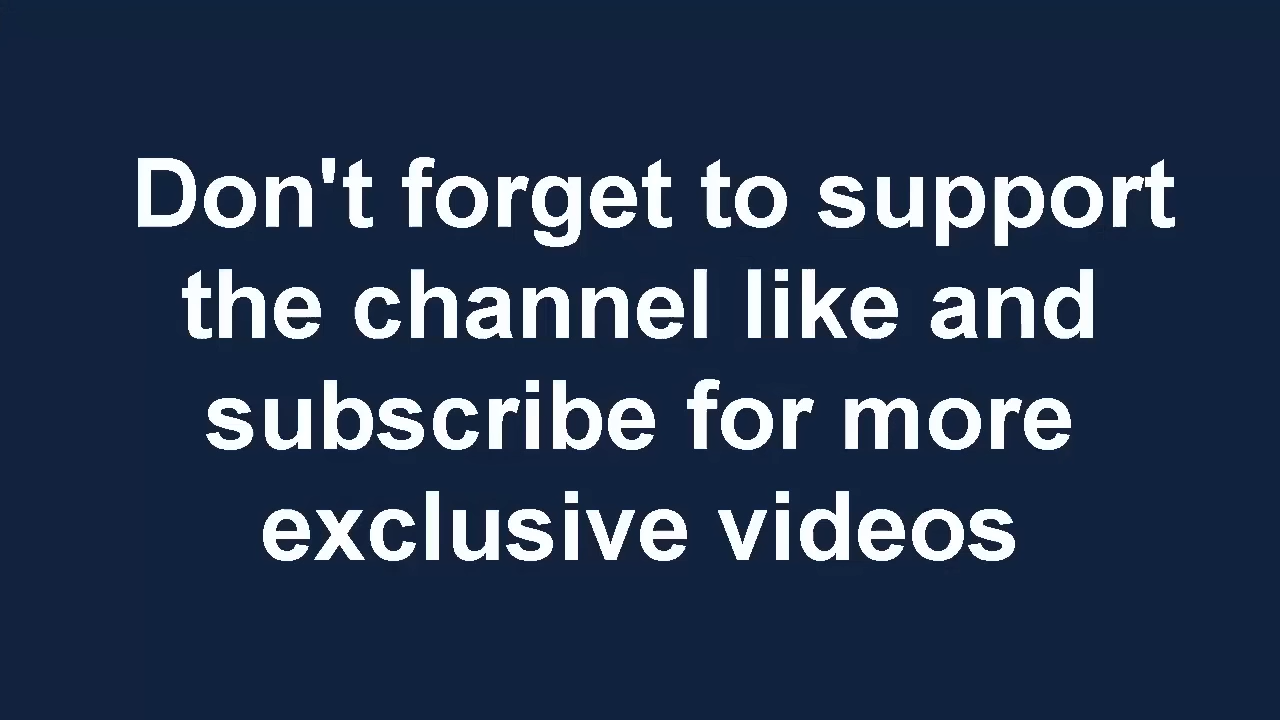 Don't forget to support
the channel like and
subscribe for more
exclusive videos